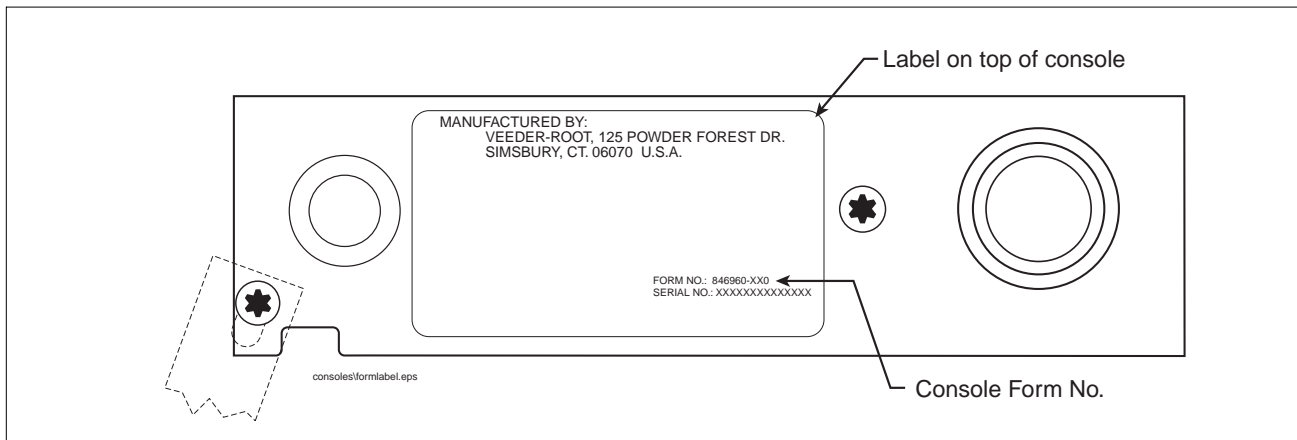 Label on top of console
MANUFACTURED BY:
VEEDER-ROOT, 125 POWDER FOREST DR.
SIMSBURY, CT. 06070 U.S.A.
FORM NO.: 846960-XX0
SERIAL NO.: XXXXXXXXXXXXXX
consoles\formlabel.eps
Console Form No.